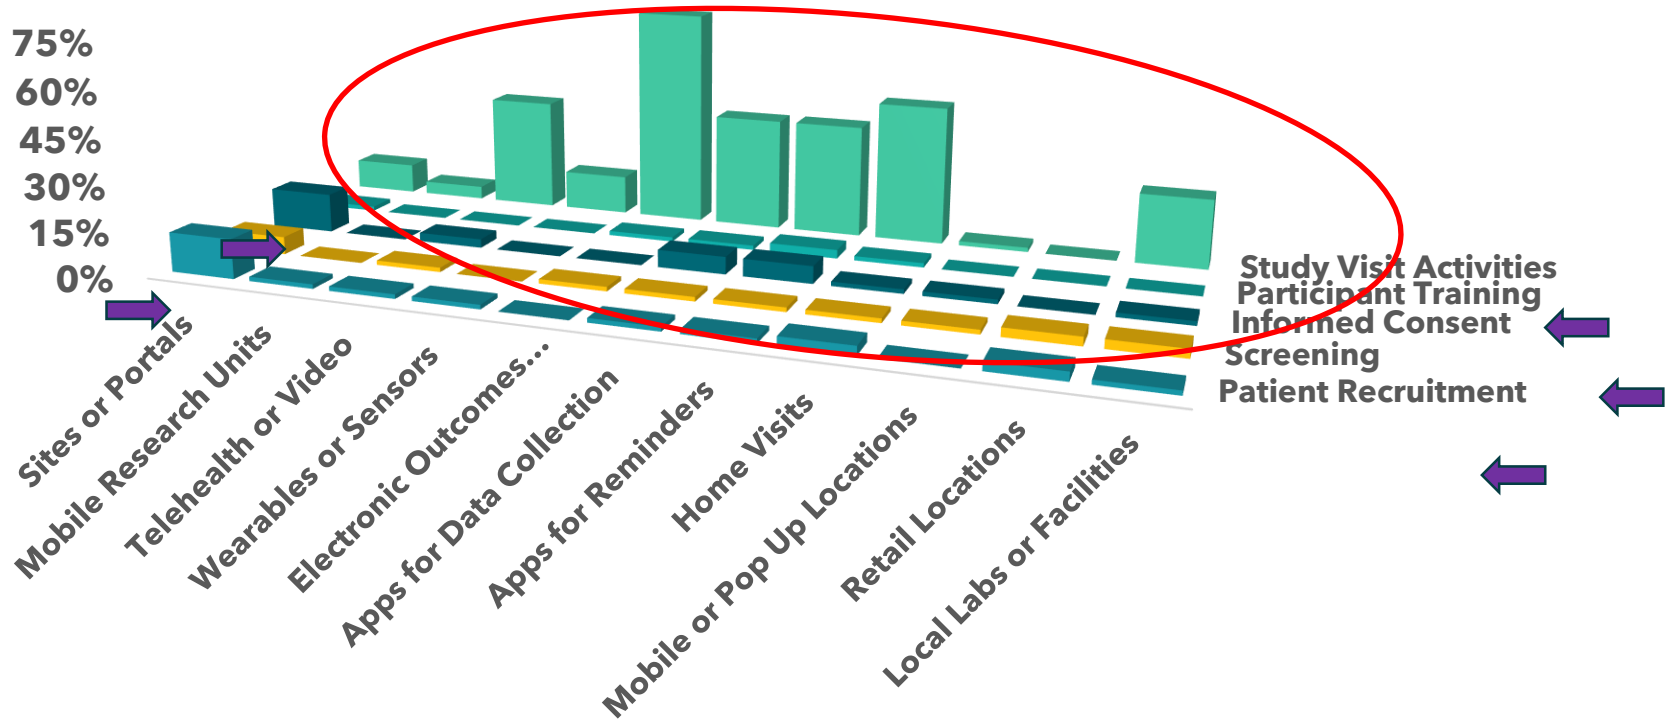 75%
60%
45%
30%
15%
0%
Study Visit Activities
Participant Training
Informed Consent
Screening
Patient Recruitment
Sites or Portals
Mobile Research Units
Telehealth or Video
Wearables or Sensors
Electronic Outcomes...
Apps for Data Collection
Apps for Reminders
Home Visits
Mobile or Pop Up Locations
Retail Locations
Local Labs or Facilities